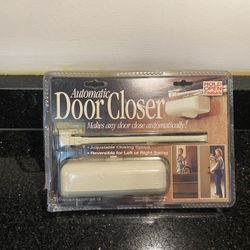 Automatic
Door Closer
HOLD
OPEN
Makes any door close automatically!
• Adjustable Closing Speed
• Reversible for Left or Right Swing